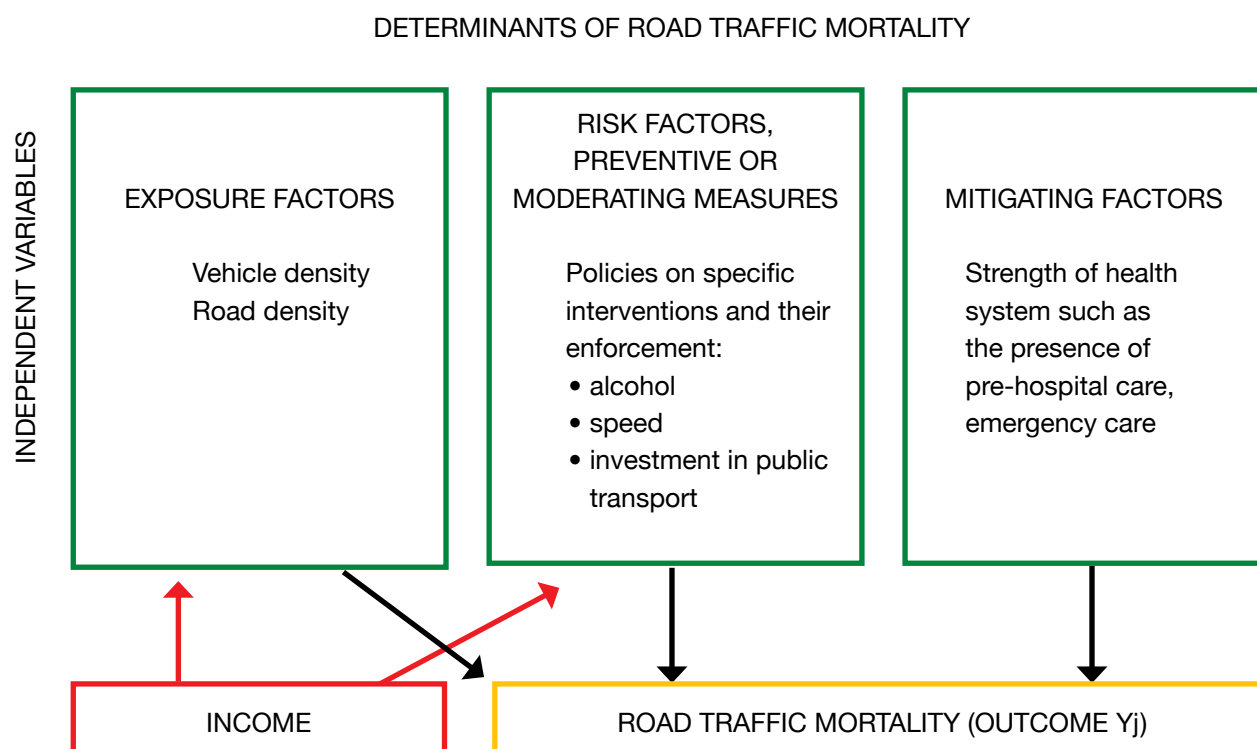 DETERMINANTS OF ROAD TRAFFIC MORTALITY
INDEPENDENT VARIABLES
EXPOSURE FACTORS
Vehicle density
Road density
RISK FACTORS,
PREVENTIVE OR
MODERATING MEASURES
Policies on specific
interventions and their
enforcement:
• alcohol
• speed
• investment in public
transport
MITIGATING FACTORS
Strength of health
system such as
the presence of
pre-hospital care,
emergency care
INCOME
ROAD TRAFFIC MORTALITY (OUTCOME Yj)